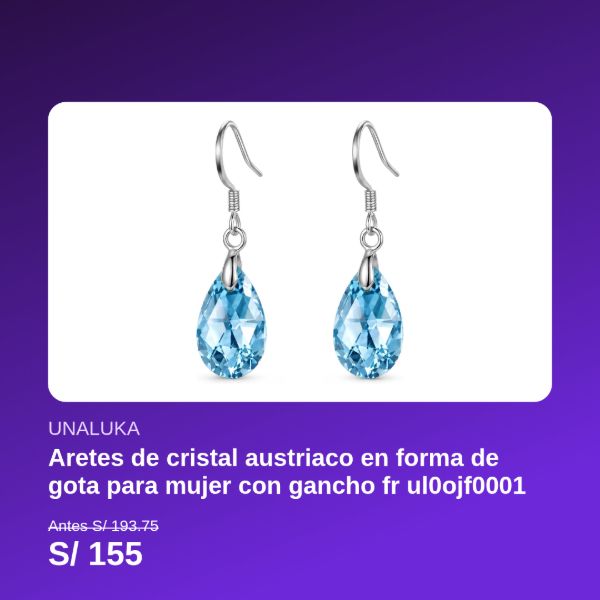 UNALUKA
Aretes de cristal austriaco en forma de
gota para mujer con gancho fr ul0ojf0001
Antes S/ 193.75
S/ 155